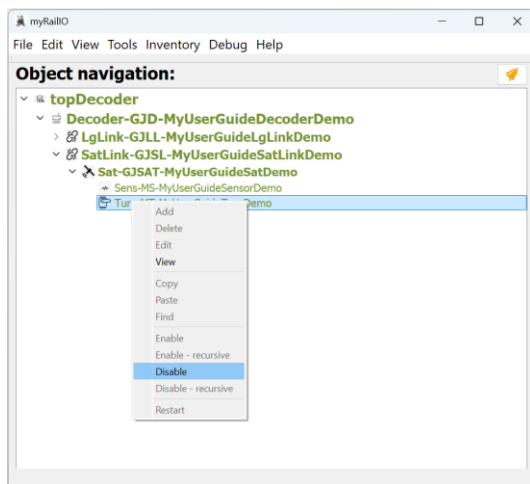 myRailIO
File Edit View Tools Inventory Debug Help
Object navigation:
topDecoder
Decoder-GJD-MyUserGuideDecoderDemo
LgLink-GJLL-MyUserGuideLgLinkDemo
SatLink-GJSL-MyUserGuideSatLinkDemo
Sat-GJSAT-MyUserGuideSatDemo
Sens-MS-MyUserGuideSensorDemo
Demo
Add
Delete
Edit
View
Copy
Paste
Find
Enable
Enable - recursive
Disable
Disable - recursive
Restart